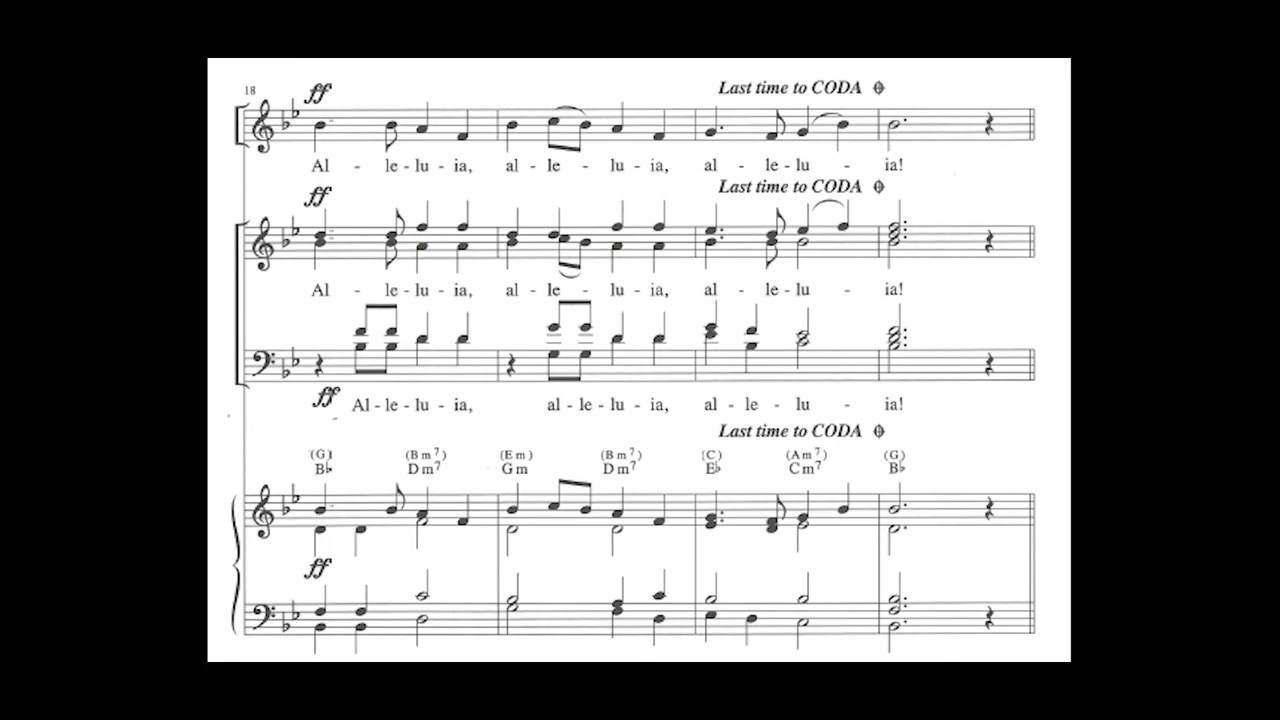 18
ff
Last time to CODA
Al - le - lu - ia, al - le - lu - ia, al - le - lu - ia!
ff
Last time to CODA
Al - le - lu - ia, al - le - lu - ia, al - le - lu - ia!
ff
Al - le - lu - ia, al - le - lu - ia, al - le - lu - ia!
Last time to CODA
(G) (Bm7) (Em) (Bm7) (C) (Am7) (G)
B♭ Dm7 Gm Dm7 E♭ Cm7 B♭
ff